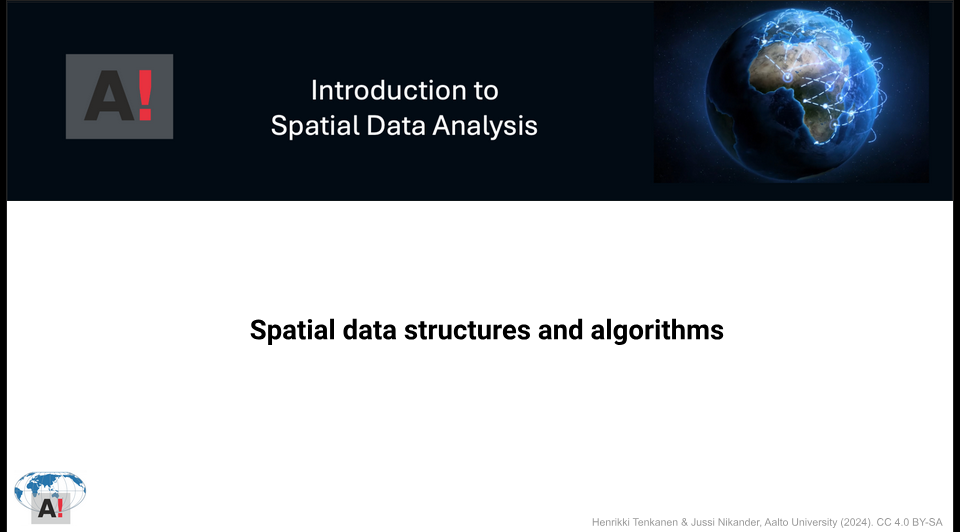 A!
Introduction to
Spatial Data Analysis
Spatial data structures and algorithms
A!
Henrikki Tenkanen & Jussi Nikander, Aalto University (2024). CC 4.0 BY-SA